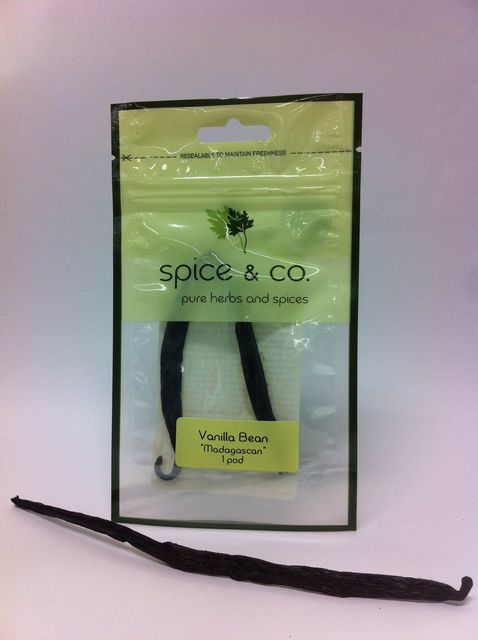 RESEALABLE TO MAINTAIN FRESHNESS
spice & co.
pure herbs and spices
Vanilla Bean
"Madagascan"
1 pod